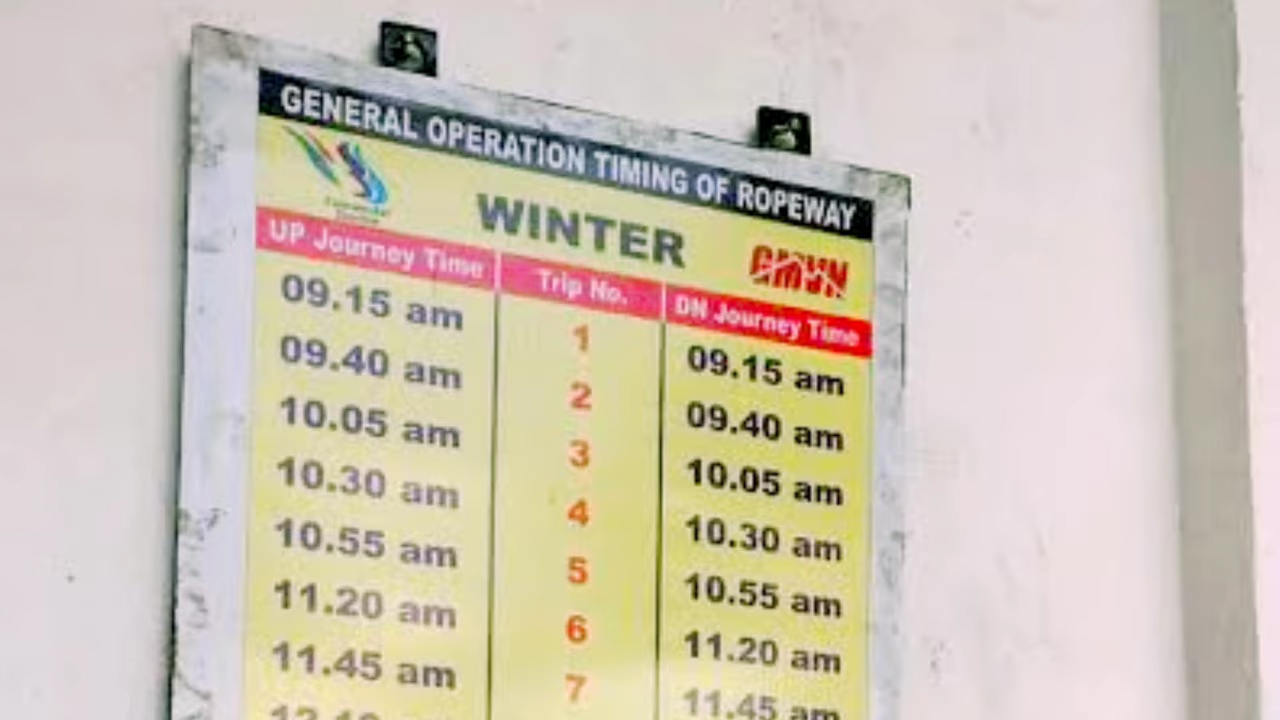 GENERAL OPERATION TIMING OF ROPEWAY
WINTER
GMVN
UP Journey Time Trip No. DN Journey Time
09.15 am 1 09.15 am
09.40 am 2 09.40 am
10.05 am 3 10.05 am
10.30 am 4 10.30 am
10.55 am 5 10.55 am
11.20 am 6 11.20 am
11.45 am 7 11.45 am